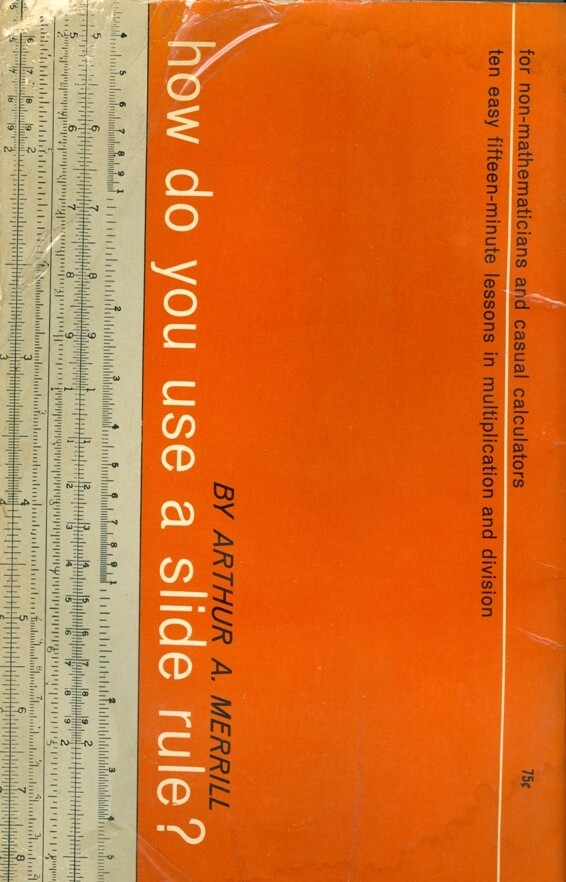 for non-mathematicians and casual calculators
ten easy fifteen-minute lessons in multiplication and division
75¢
BY ARTHUR A. MERRILL
how do you use a slide rule?